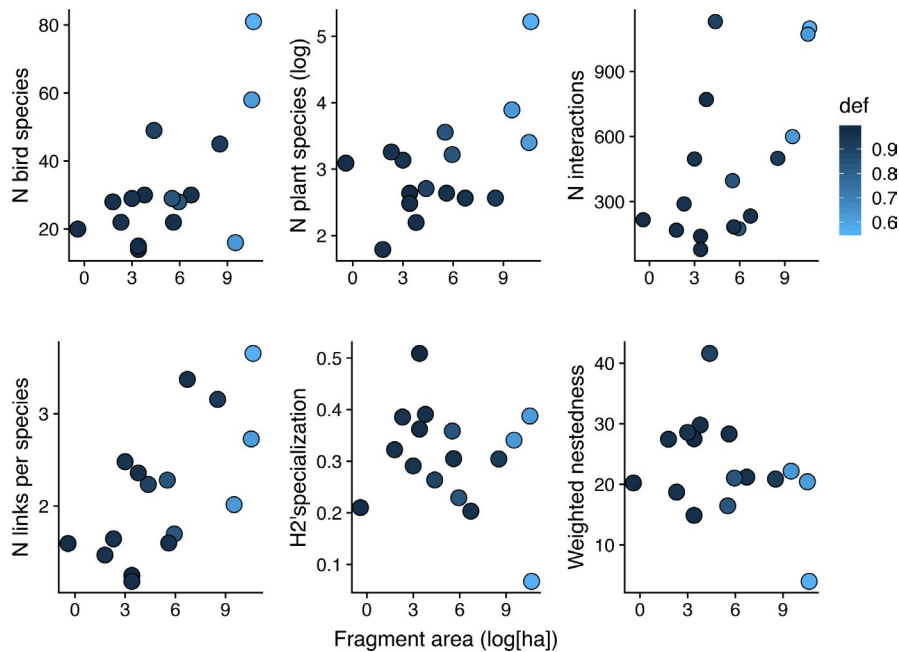 N bird species
80
60
40
20
0 3 6 9
N plant species (log)
5
4
3
2
0 3 6 9
N interactions
900
600
300
0 3 6 9
def
0.9
0.8
0.7
0.6
N links per species
3
2
0 3 6 9
H2'specialization
0.5
0.4
0.3
0.2
0.1
0 3 6 9
Weighted nestedness
40
30
20
10
0 3 6 9
Fragment area (log[ha])